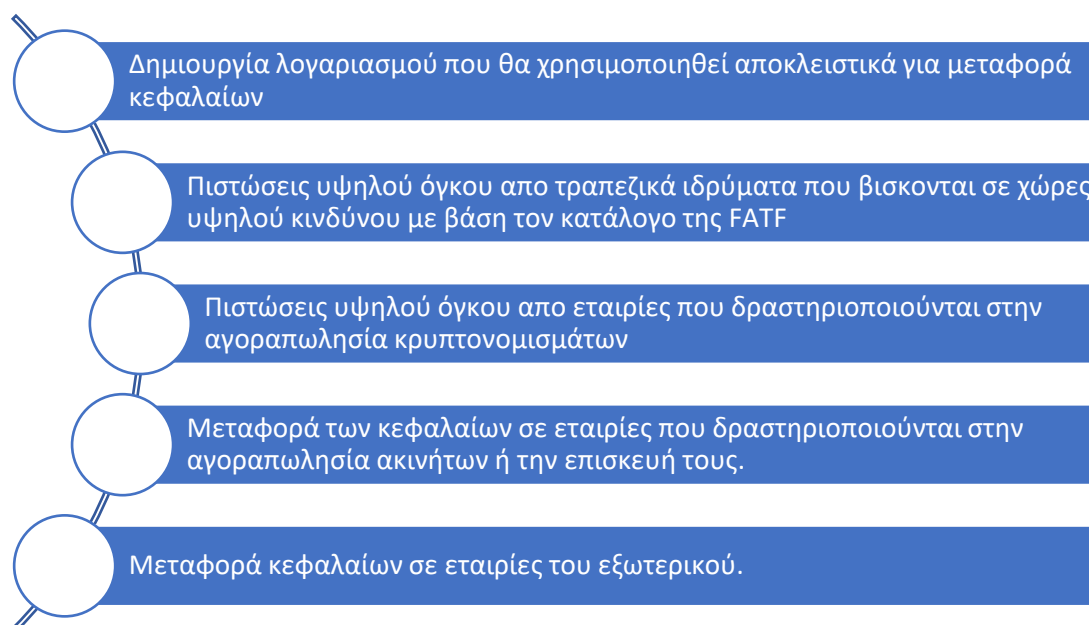 Δημιουργία λογαριασμού που θα χρησιμοποιηθεί αποκλειστικά για μεταφορά
κεφαλαίων
Πιστώσεις υψηλού όγκου απο τραπεζικά ιδρύματα που βισκονται σε χώρες
υψηλού κινδύνου με βάση τον κατάλογο της FATF
Πιστώσεις υψηλού όγκου απο εταιρίες που δραστηριοποιούνται στην
αγοραπωλησία κρυπτονομισμάτων
Μεταφορά των κεφαλαίων σε εταιρίες που δραστηριοποιούνται στην
αγοραπωλησία ακινήτων ή την επισκευή τους.
Μεταφορά κεφαλαίων σε εταιρίες του εξωτερικού.